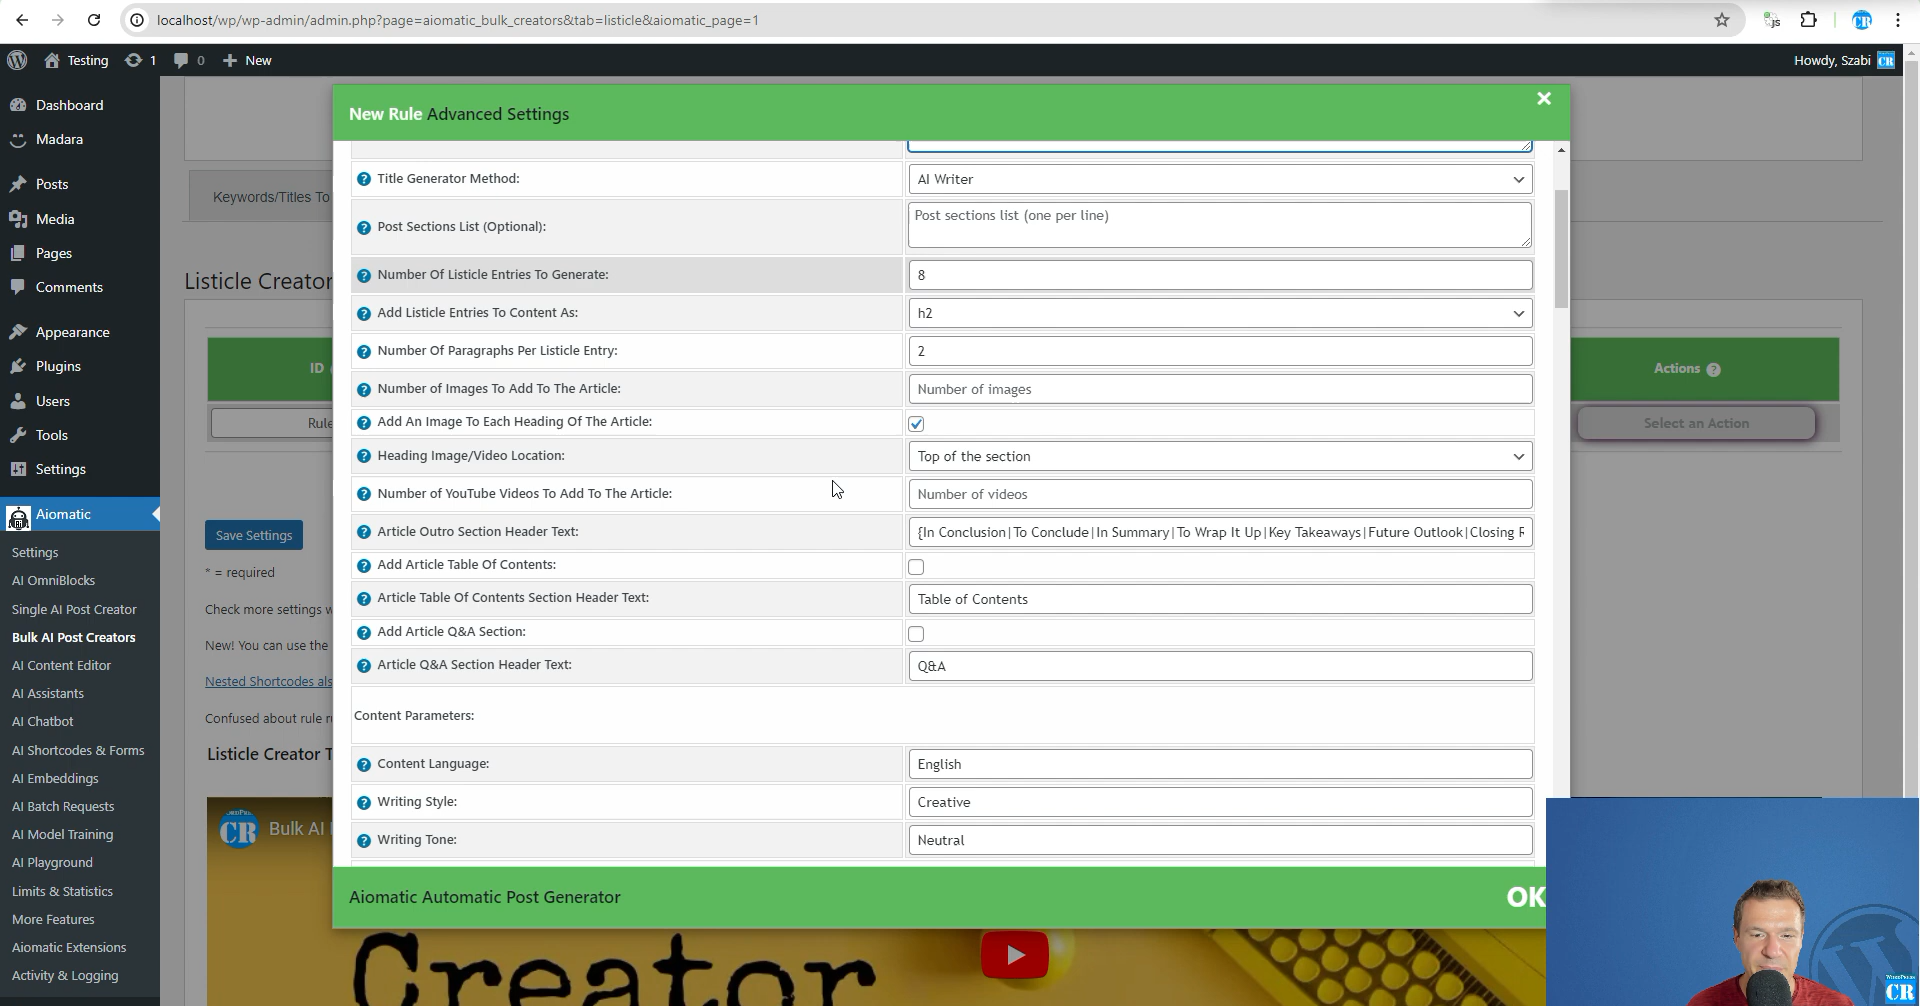 localhost/wp/wp-admin/admin.php?page=aiomatic_bulk_creators&tab=listicle&aiomatic_page=1
js
CR
Testing
1
0
New
Howdy, Szabi
CR
Dashboard
Madara
Posts
Media
Pages
Comments
Appearance
Plugins
Users
Tools
Settings
Aiomatic
Settings
AI OmniBlocks
Single AI Post Creator
Bulk AI Post Creators
AI Content Editor
AI Assistants
AI Chatbot
AI Shortcodes & Forms
AI Embeddings
AI Batch Requests
AI Model Training
AI Playground
Limits & Statistics
More Features
Aiomatic Extensions
Activity & Logging
Keywords/Titles To
Listicle Creator
ID
Rule
Save Settings
* = required
Check more settings w
New! You can use the
Nested Shortcodes als
Confused about rule r
Listicle Creator T
CR
Bulk AI
Creator
Actions ?
Select an Action
New Rule Advanced Settings
×
? Title Generator Method:
AI Writer
? Post Sections List (Optional):
Post sections list (one per line)
? Number Of Listicle Entries To Generate:
8
? Add Listicle Entries To Content As:
h2
? Number Of Paragraphs Per Listicle Entry:
2
? Number of Images To Add To The Article:
Number of images
? Add An Image To Each Heading Of The Article:
? Heading Image/Video Location:
Top of the section
? Number of YouTube Videos To Add To The Article:
Number of videos
? Article Outro Section Header Text:
{In Conclusion|To Conclude|In Summary|To Wrap It Up|Key Takeaways|Future Outlook|Closing R
? Add Article Table Of Contents:
? Article Table Of Contents Section Header Text:
Table of Contents
? Add Article Q&A Section:
? Article Q&A Section Header Text:
Q&A
Content Parameters:
? Content Language:
English
? Writing Style:
Creative
? Writing Tone:
Neutral
Aiomatic Automatic Post Generator
OK
WORDPRESS
CR